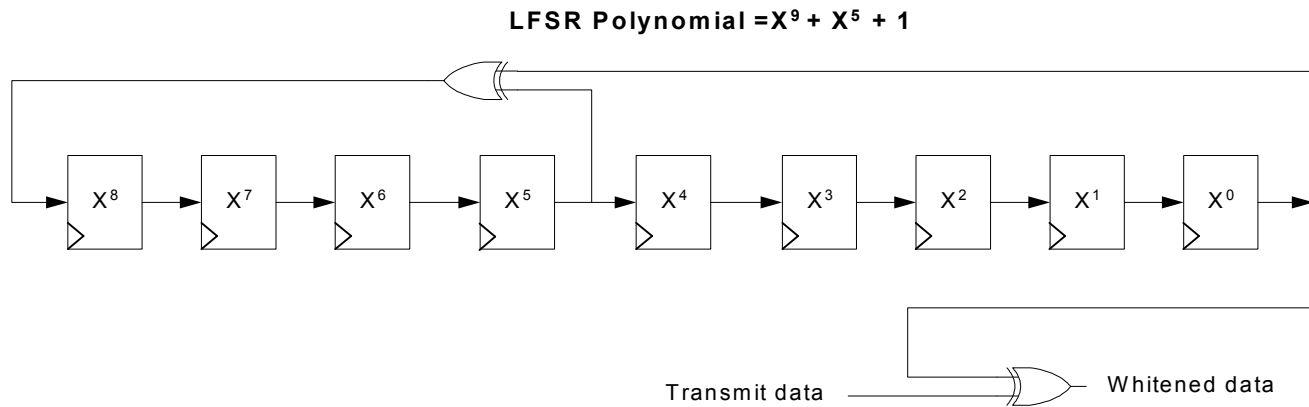 LFSR Polynomial =X⁹ + X⁵ + 1
X⁸ X⁷ X⁶ X⁵ X⁴ X³ X² X¹ X⁰
Transmit data
Whitened data